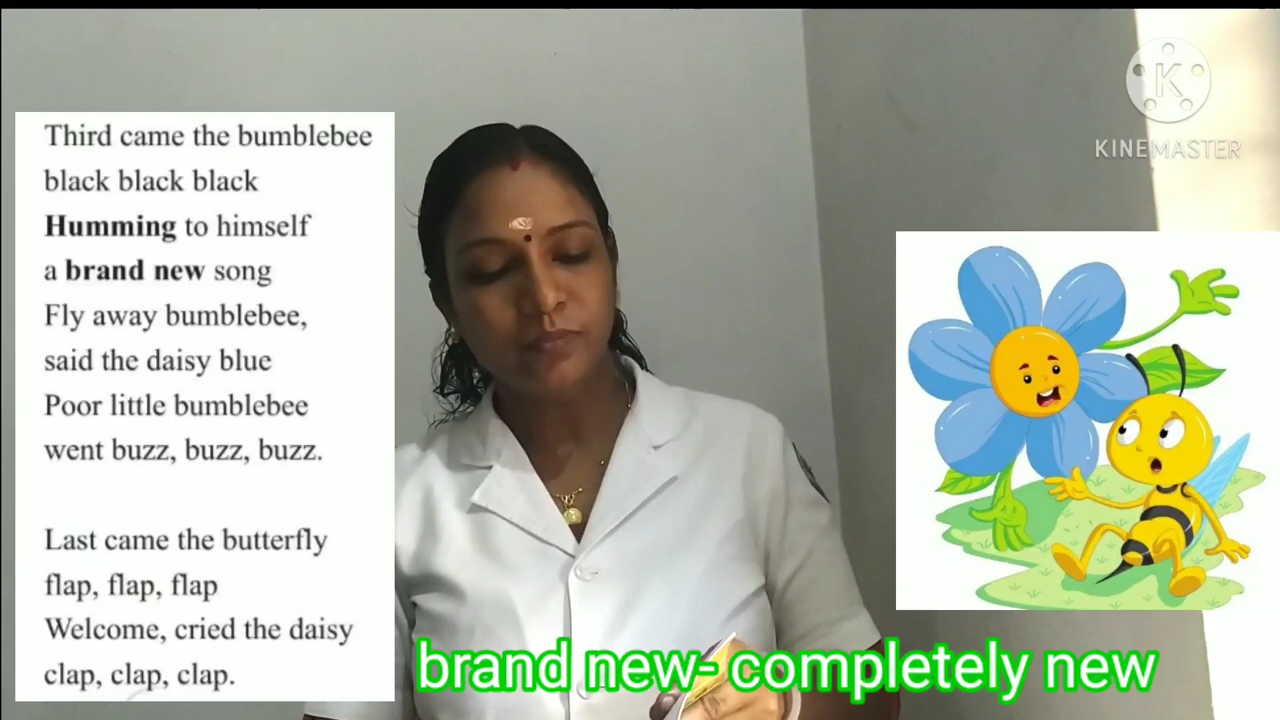 Third came the bumblebee
black black black
Humming to himself
a brand new song
Fly away bumblebee,
said the daisy blue
Poor little bumblebee
went buzz, buzz, buzz.
Last came the butterfly
flap, flap, flap
Welcome, cried the daisy
clap, clap, clap.
K
KINEMASTER
brand new- completely new